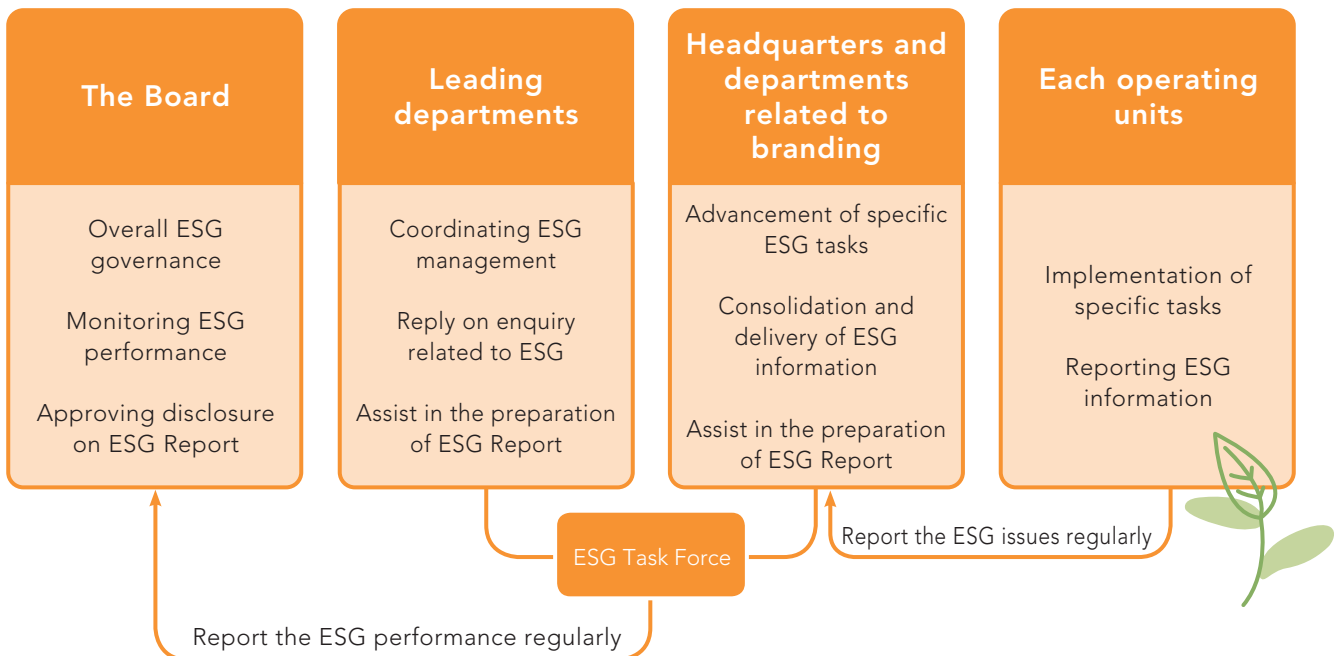 The Board
Overall ESG
governance
Monitoring ESG
performance
Approving disclosure
on ESG Report
Leading
departments
Coordinating ESG
management
Reply on enquiry
related to ESG
Assist in the preparation
of ESG Report
Headquarters and
departments
related to
branding
Advancement of specific
ESG tasks
Consolidation and
delivery of ESG
information
Assist in the preparation
of ESG Report
Each operating
units
Implementation of
specific tasks
Reporting ESG
information
ESG Task Force
Report the ESG issues regularly
Report the ESG performance regularly